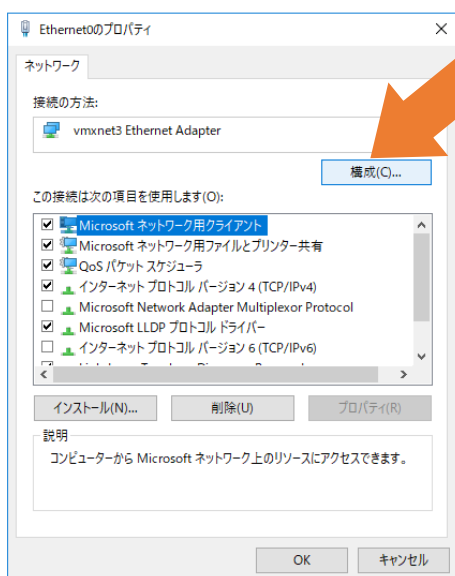 Ethernet0のプロパティ
ネットワーク
接続の方法:
vmxnet3 Ethernet Adapter
構成(C)...
この接続は次の項目を使用します(O):
Microsoft ネットワーク用クライアント
Microsoft ネットワーク用ファイルとプリンター共有
QoS パケット スケジューラ
インターネット プロトコル バージョン 4 (TCP/IPv4)
Microsoft Network Adapter Multiplexor Protocol
Microsoft LLDP プロトコル ドライバー
インターネット プロトコル バージョン 6 (TCP/IPv6)
インストール(N)...
削除(U)
プロパティ(R)
説明
コンピューターから Microsoft ネットワーク上のリソースにアクセスできます。
OK
キャンセル